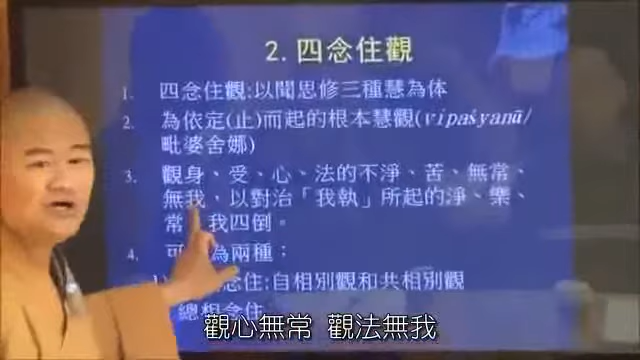 2. 四念住觀
1. 四念住觀:以聞思修三種慧為体
2. 為依定(止)而起的根本慧觀(vipaśyanū/
毗婆舍娜)
3. 觀身、受、心、法的不淨、苦、無常、
無我,以對治「我執」所起的淨、樂、
常 我四倒。
4. 可 為兩種:
念住:自相別觀和共相別觀
總相念住
觀心無常 觀法無我